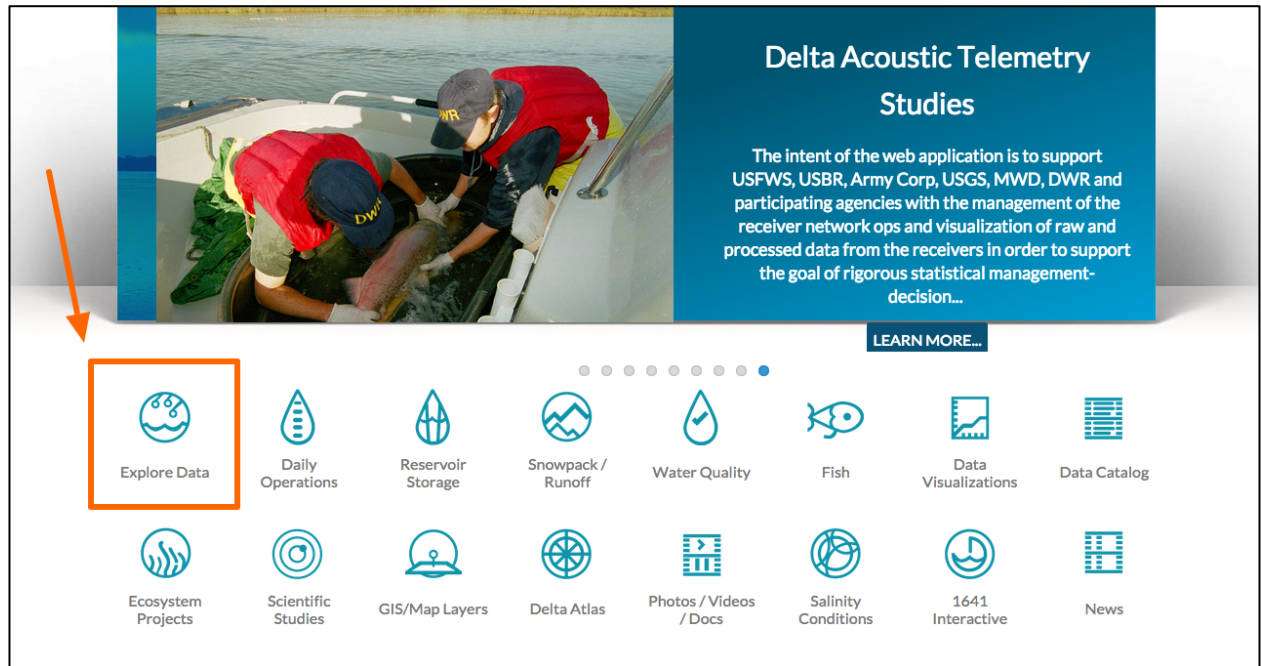 Delta Acoustic Telemetry
Studies
The intent of the web application is to support
USFWS, USBR, Army Corp, USGS, MWD, DWR and
participating agencies with the management of the
receiver network ops and visualization of raw and
processed data from the receivers in order to support
the goal of rigorous statistical management-
decision...
LEARN MORE...
DWR
DWR
Explore Data
Daily
Operations
Reservoir
Storage
Snowpack /
Runoff
Water Quality
Fish
Data
Visualizations
Data Catalog
Ecosystem
Projects
Scientific
Studies
GIS/Map Layers
Delta Atlas
Photos / Videos
/ Docs
Salinity
Conditions
1641
Interactive
News